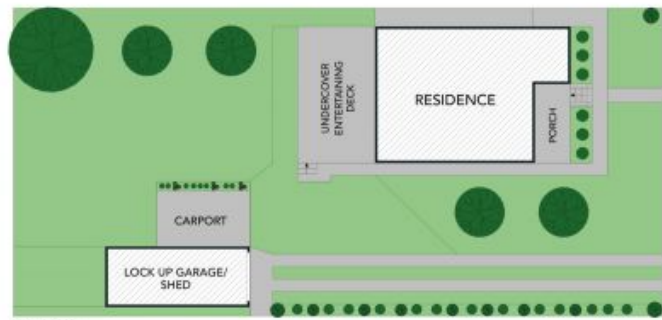 UNDERCOVER
ENTERTAINING
DECK
RESIDENCE
PORCH
CARPORT
LOCK UP GARAGE/
SHED